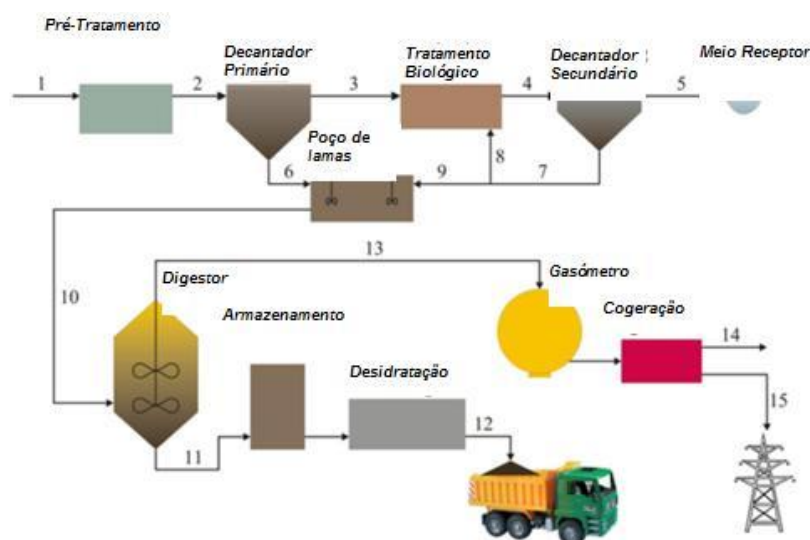 Pré-Tratamento
Decantador
Primário
Tratamento
Biológico
Decantador
Secundário
Meio Receptor
1
2
3
4
5
Poço de
lamas
6
9
8
7
13
10
Digestor
Gasómetro
Armazenamento
Cogeração
14
Desidratação
15
12
11